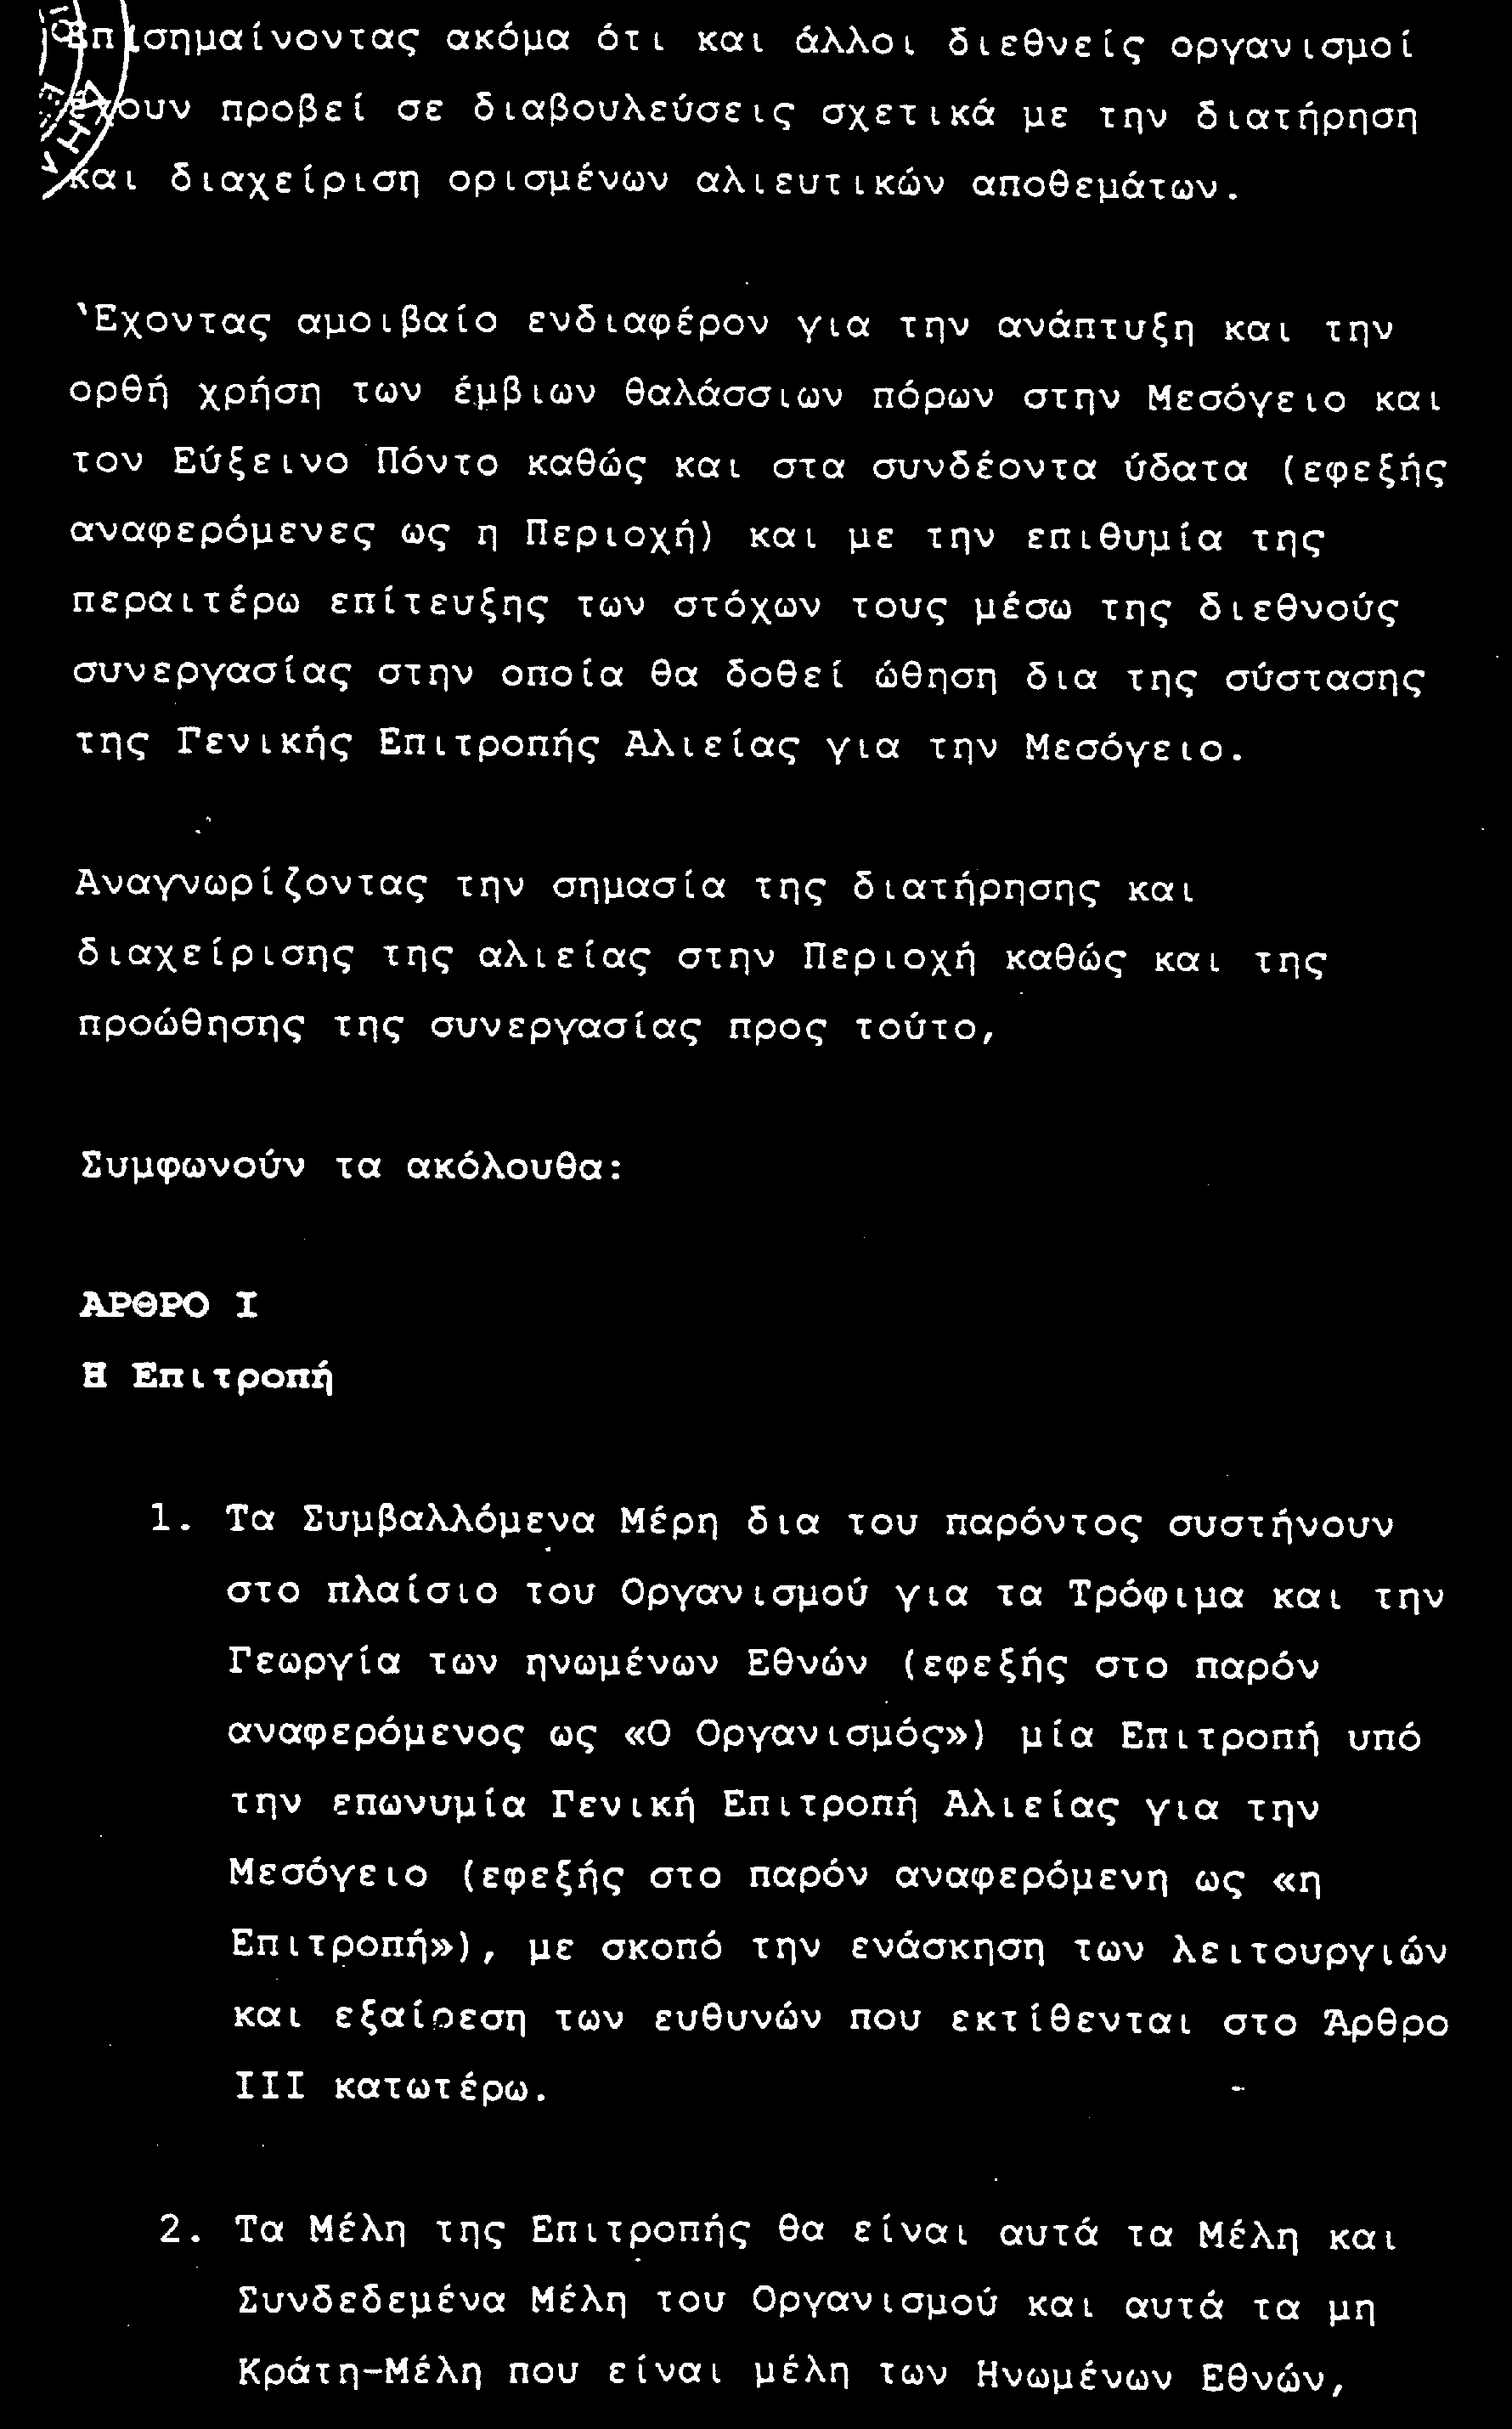 Επισημαίνοντας ακόμα ότι και άλλοι διεθνείς οργανισμοί
έχουν προβεί σε διαβουλεύσεις σχετικά με την διατήρηση
και διαχείριση ορισμένων αλιευτικών αποθεμάτων.
Έχοντας αμοιβαίο ενδιαφέρον για την ανάπτυξη και την
ορθή χρήση των έμβιων θαλάσσιων πόρων στην Μεσόγειο και
τον Εύξεινο Πόντο καθώς και στα συνδέοντα ύδατα (εφεξής
αναφερόμενες ως η Περιοχή) και με την επιθυμία της
περαιτέρω επίτευξης των στόχων τους μέσω της διεθνούς
συνεργασίας στην οποία θα δοθεί ώθηση δια της σύστασης
της Γενικής Επιτροπής Αλιείας για την Μεσόγειο.
Αναγνωρίζοντας την σημασία της διατήρησης και
διαχείρισης της αλιείας στην Περιοχή καθώς και της
προώθησης της συνεργασίας προς τούτο,
Συμφωνούν τα ακόλουθα:
ΑΡΘΡΟ Ι
Η Επιτροπή
1. Τα Συμβαλλόμενα Μέρη δια του παρόντος συστήνουν
στο πλαίσιο του Οργανισμού για τα Τρόφιμα και την
Γεωργία των ηνωμένων Εθνών (εφεξής στο παρόν
αναφερόμενος ως «Ο Οργανισμός») μία Επιτροπή υπό
την επωνυμία Γενική Επιτροπή Αλιείας για την
Μεσόγειο (εφεξής στο παρόν αναφερόμενη ως «η
Επιτροπή»), με σκοπό την ενάσκηση των λειτουργιών
και εξαίρεση των ευθυνών που εκτίθενται στο Άρθρο
ΙΙΙ κατωτέρω.
2. Τα Μέλη της Επιτροπής θα είναι αυτά τα Μέλη και
Συνδεδεμένα Μέλη του Οργανισμού και αυτά τα μη
Κράτη-Μέλη που είναι μέλη των Ηνωμένων Εθνών,